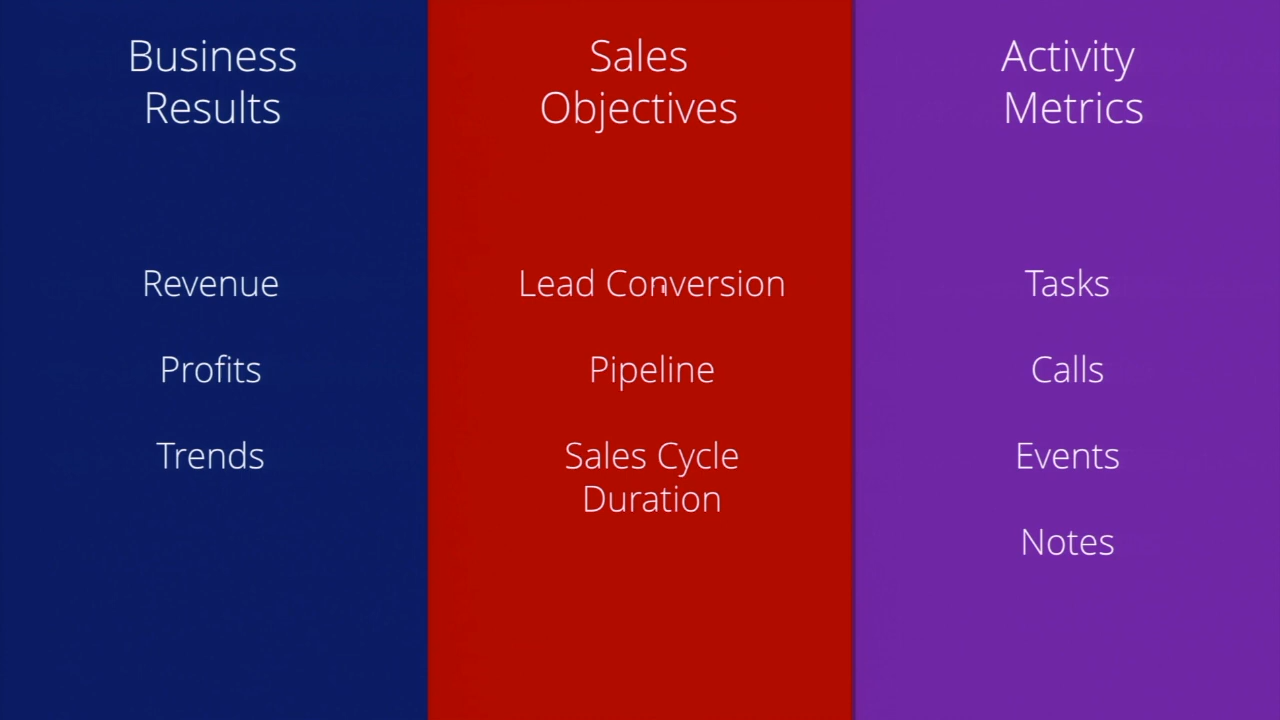 Business
Results
Revenue
Profits
Trends
Sales
Objectives
Lead Conversion
Pipeline
Sales Cycle
Duration
Activity
Metrics
Tasks
Calls
Events
Notes